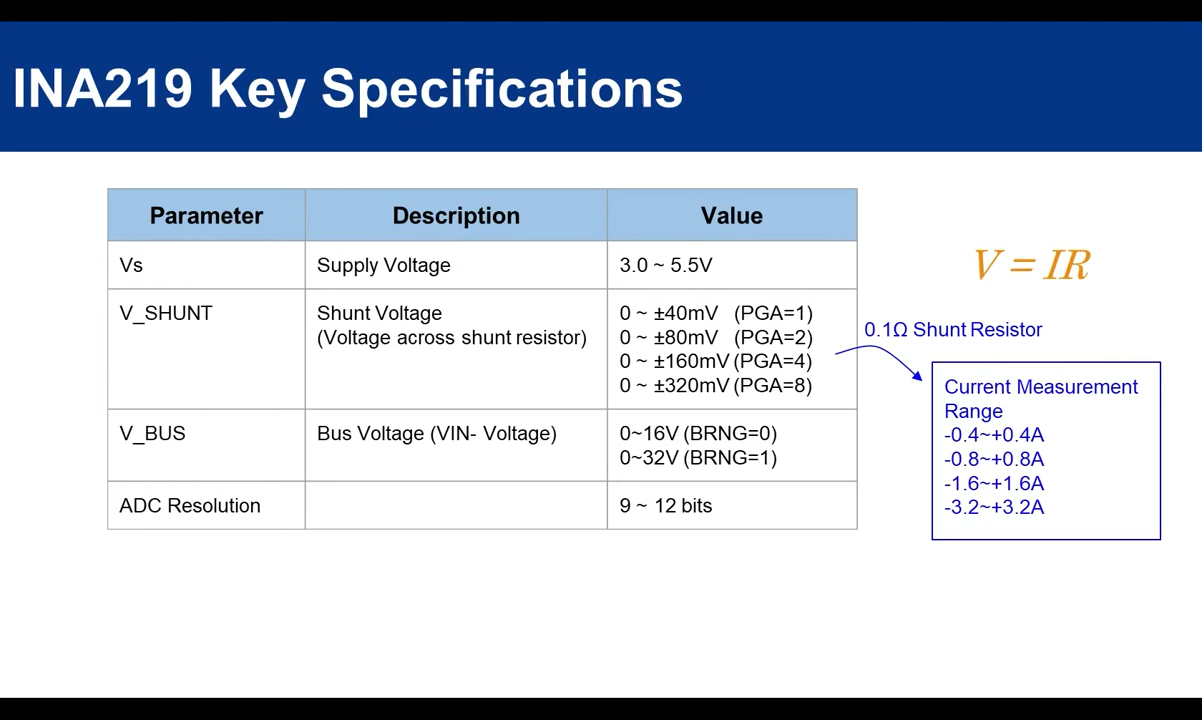 INA219 Key Specifications
Parameter Description Value
Vs Supply Voltage 3.0 ~ 5.5V
V_SHUNT Shunt Voltage 0 ~ ±40mV (PGA=1)
(Voltage across shunt resistor) 0 ~ ±80mV (PGA=2)
0 ~ ±160mV (PGA=4)
0 ~ ±320mV (PGA=8)
V_BUS Bus Voltage (VIN- Voltage) 0~16V (BRNG=0)
0~32V (BRNG=1)
ADC Resolution 9 ~ 12 bits
V = IR
0.1Ω Shunt Resistor
Current Measurement
Range
-0.4~+0.4A
-0.8~+0.8A
-1.6~+1.6A
-3.2~+3.2A